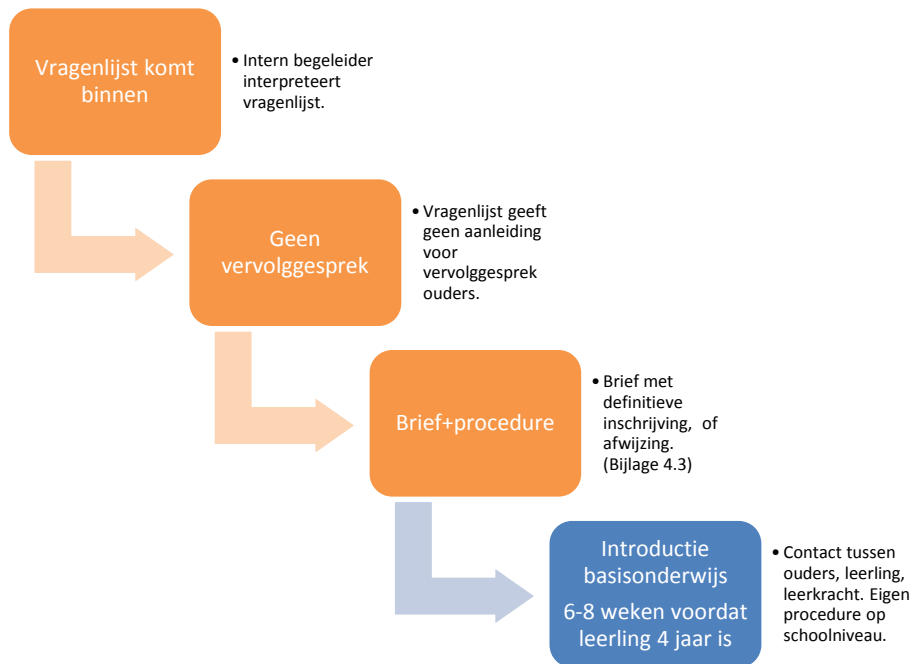 Vragenlijst komt
binnen
• Intern begeleider
interpreteert
vragenlijst.
Geen
vervolggesprek
• Vragenlijst geeft
geen aanleiding
voor
vervolggesprek
ouders.
Brief+procedure
• Brief met
definitieve
inschrijving, of
afwijzing.
(Bijlage 4.3)
Introductie
basisonderwijs
6-8 weken voordat
leerling 4 jaar is
• Contact tussen
ouders, leerling,
leerkracht. Eigen
procedure op
schoolniveau.